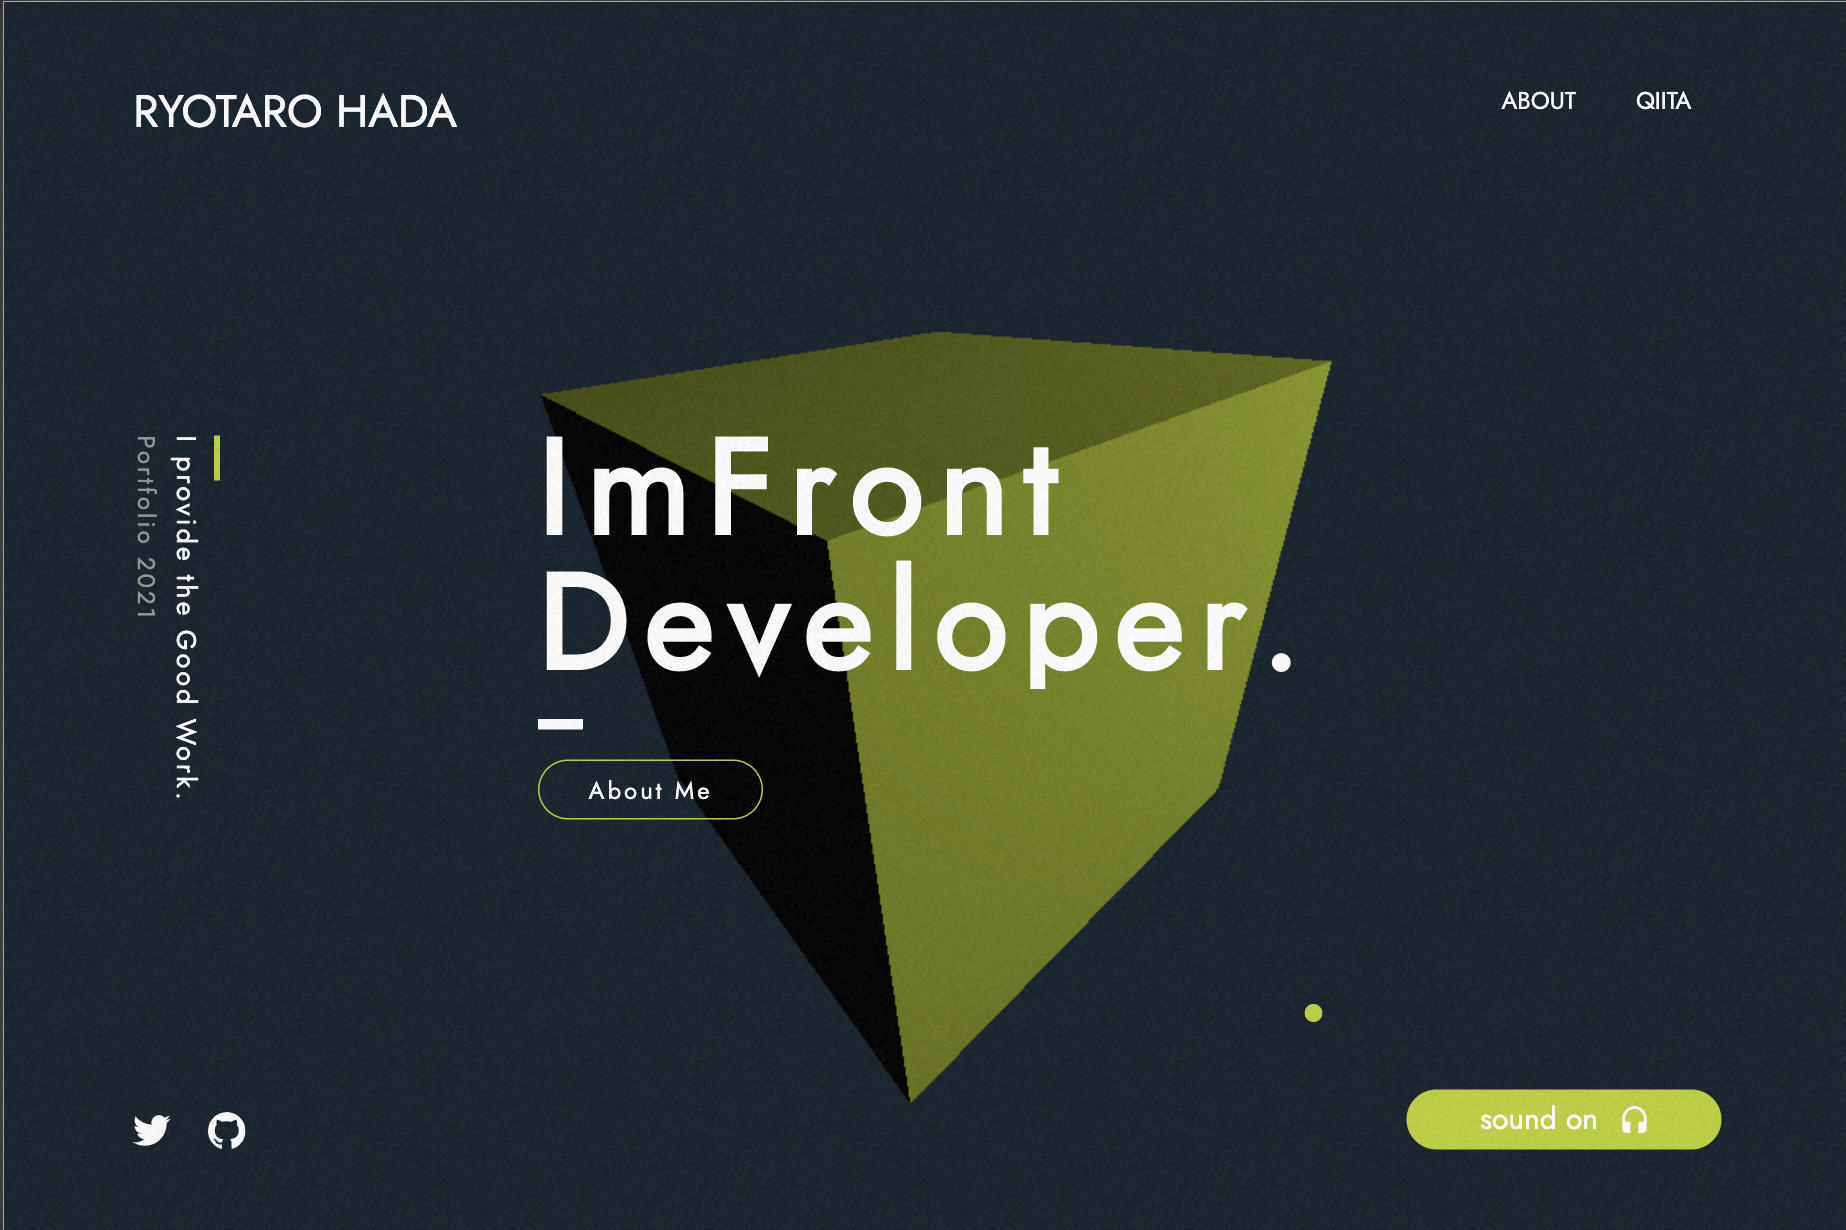 RYOTARO HADA
ABOUT
QIITA
I provide the Good Work.
Portfolio 2021
ImFront
Developer.
About Me
sound on